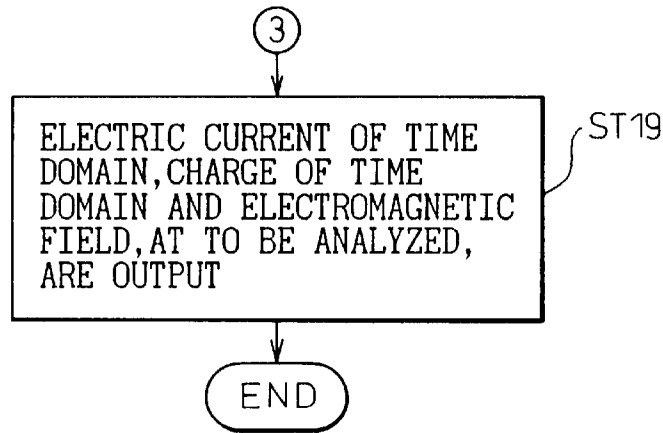 3
ELECTRIC CURRENT OF TIME
DOMAIN, CHARGE OF TIME
DOMAIN AND ELECTROMAGNETIC
FIELD, AT TO BE ANALYZED,
ARE OUTPUT
ST19
END